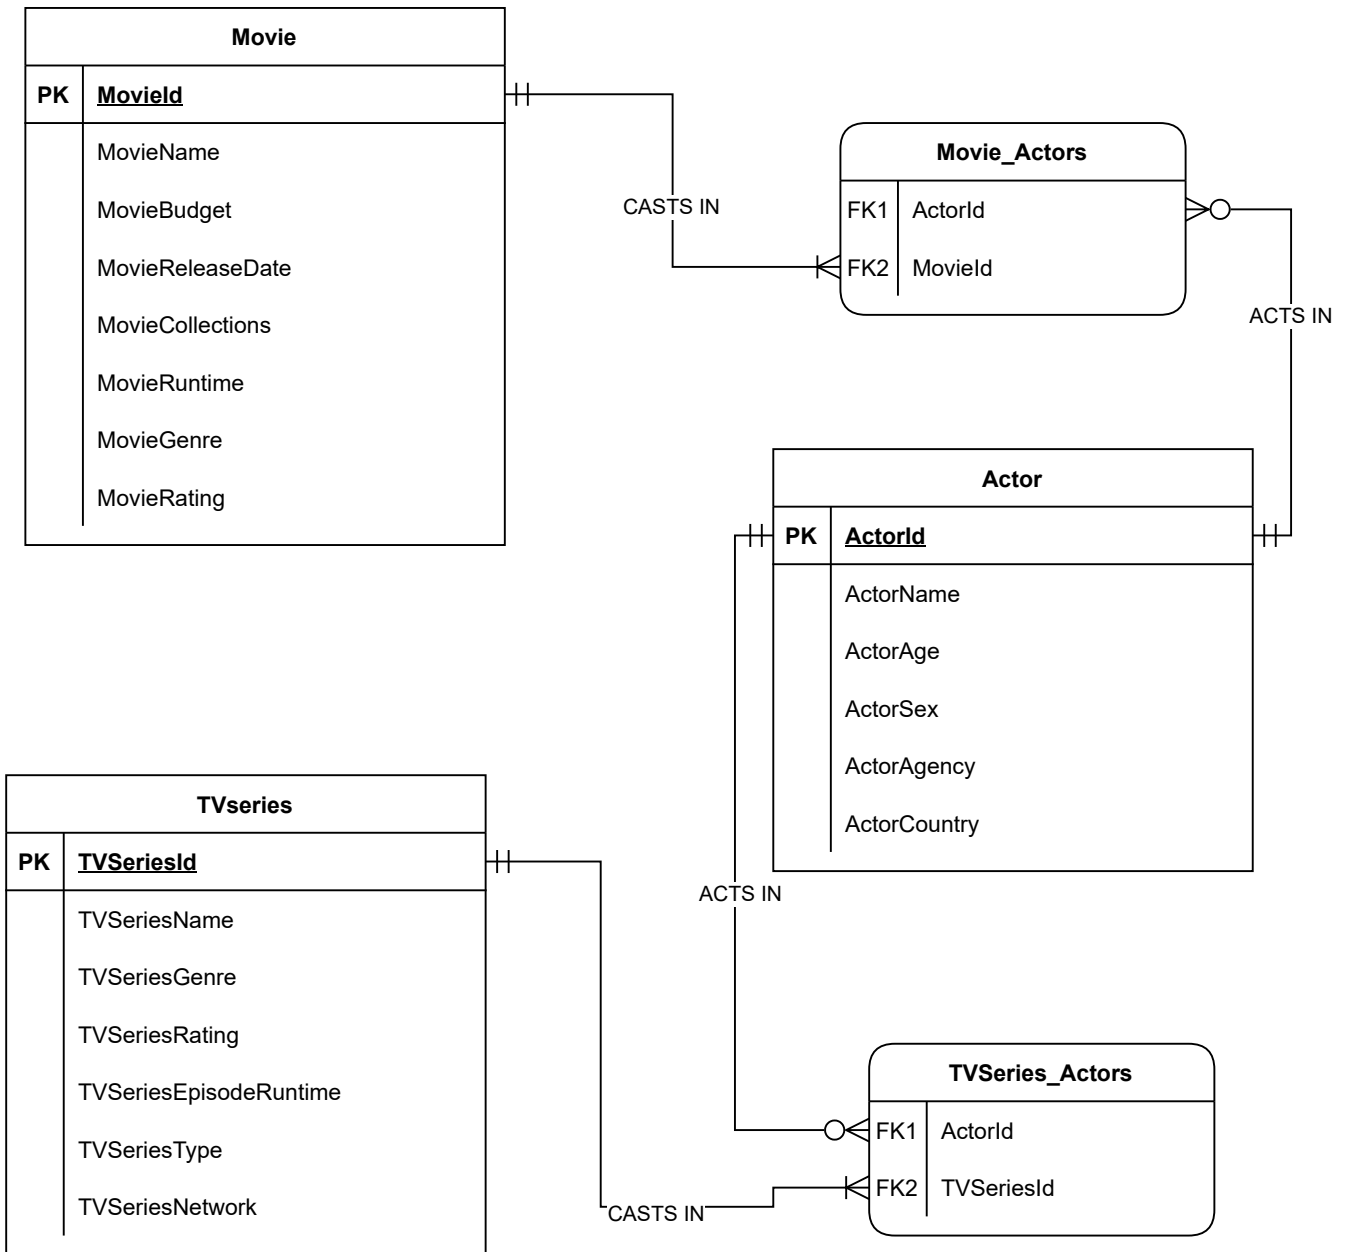 Movie
PK MovieId
MovieName
MovieBudget
MovieReleaseDate
MovieCollections
MovieRuntime
MovieGenre
MovieRating
CASTS IN
Movie_Actors
FK1 ActorId
FK2 MovieId
ACTS IN
Actor
PK ActorId
ActorName
ActorAge
ActorSex
ActorAgency
ActorCountry
ACTS IN
TVseries
PK TVSeriesId
TVSeriesName
TVSeriesGenre
TVSeriesRating
TVSeriesEpisodeRuntime
TVSeriesType
TVSeriesNetwork
CASTS IN
TVSeries_Actors
FK1 ActorId
FK2 TVSeriesId